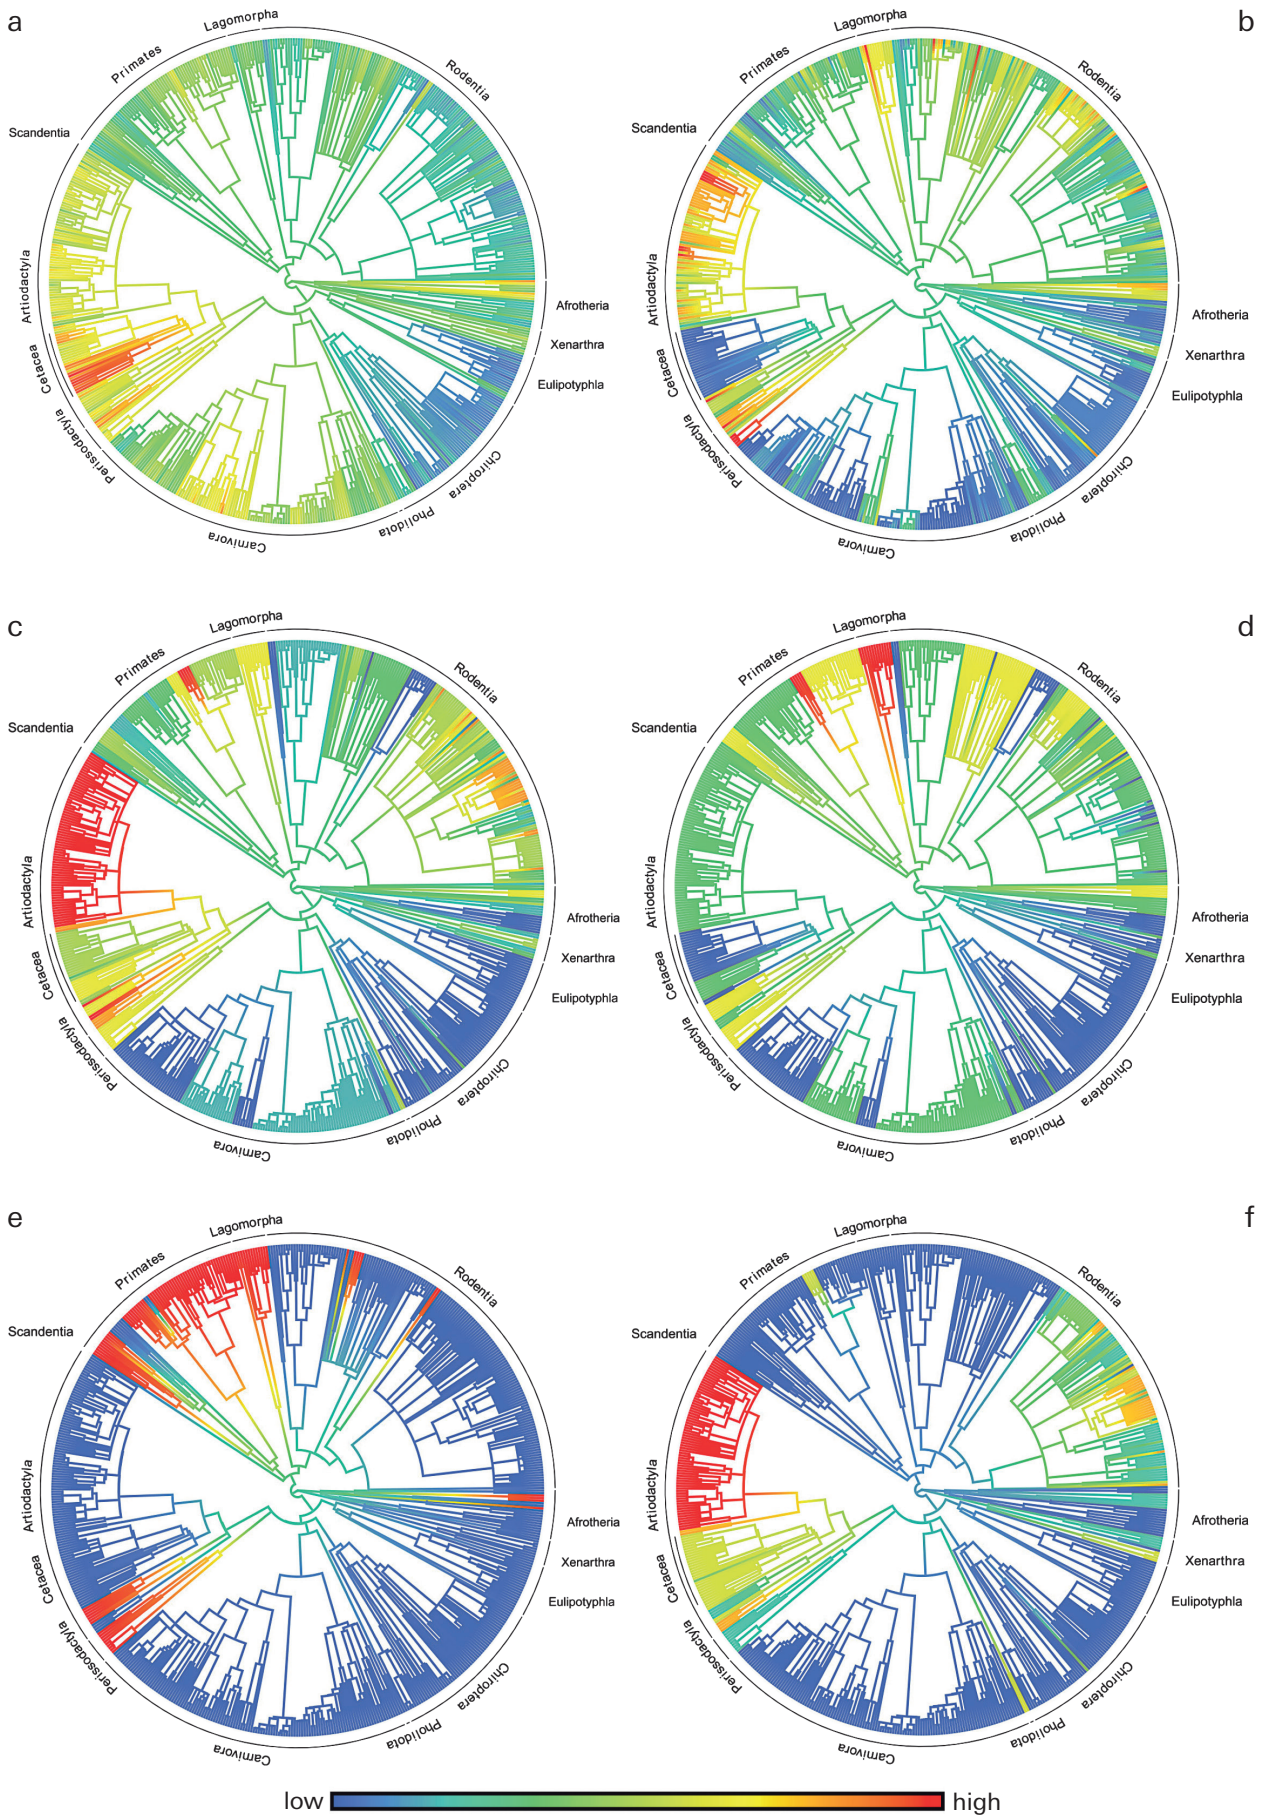 a
Lagomorpha
Primates
Rodentia
Scandentia
Artiodactyla
Afrotheria
Xenarthra
Eulipotyphla
Cetacea
Perissodactyla
Chiroptera
Pholidota
Carnivora
b
Lagomorpha
Primates
Rodentia
Scandentia
Artiodactyla
Afrotheria
Xenarthra
Eulipotyphla
Cetacea
Perissodactyla
Chiroptera
Pholidota
Carnivora
c
Lagomorpha
Primates
Rodentia
Scandentia
Artiodactyla
Afrotheria
Xenarthra
Eulipotyphla
Cetacea
Perissodactyla
Chiroptera
Pholidota
Carnivora
d
Lagomorpha
Primates
Rodentia
Scandentia
Artiodactyla
Afrotheria
Xenarthra
Eulipotyphla
Cetacea
Perissodactyla
Chiroptera
Pholidota
Carnivora
e
Lagomorpha
Primates
Rodentia
Scandentia
Artiodactyla
Afrotheria
Xenarthra
Eulipotyphla
Cetacea
Perissodactyla
Chiroptera
Pholidota
Carnivora
f
Lagomorpha
Primates
Rodentia
Scandentia
Artiodactyla
Afrotheria
Xenarthra
Eulipotyphla
Cetacea
Perissodactyla
Chiroptera
Pholidota
Carnivora
low high